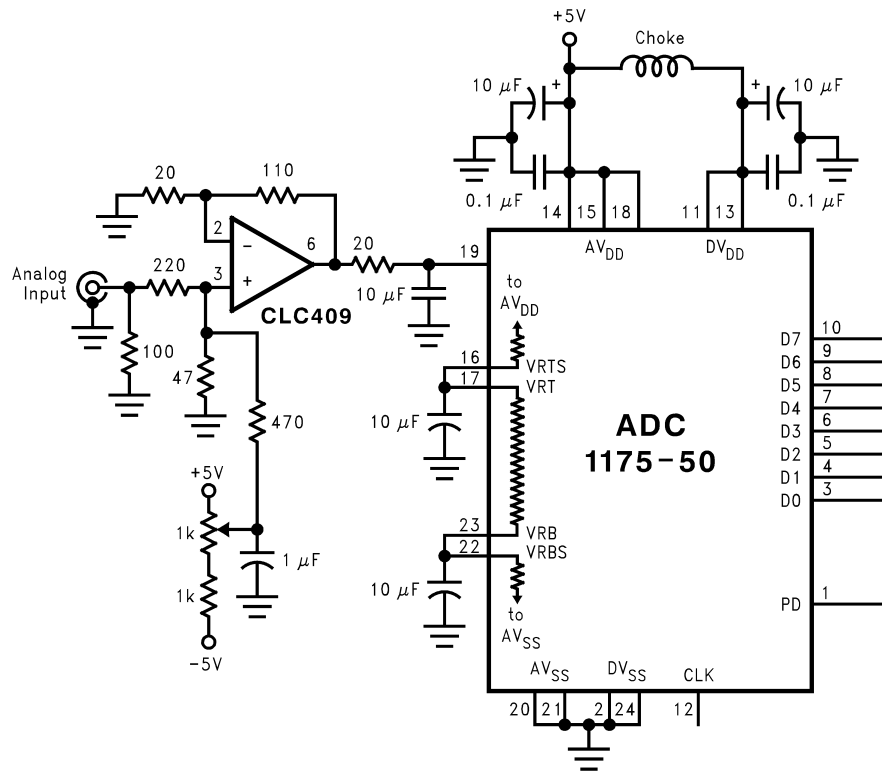 +5V
Choke
10 μF
+
+
10 μF
0.1 μF
0.1 μF
14
15
18
11
13
AVDD
DVDD
20
110
2
−
6
20
19
Analog
Input
220
3
+
CLC409
10 μF
100
47
470
to
AVDD
16
VRTS
17
VRT
10 μF
ADC
1175-50
D7
10
D6
9
D5
8
D4
7
D3
6
D2
5
D1
4
D0
3
+5V
1k
1 μF
1k
−5V
23
VRB
22
VRBS
10 μF
to
AVSS
PD
1
AVSS
DVSS
CLK
20
21
2
24
12